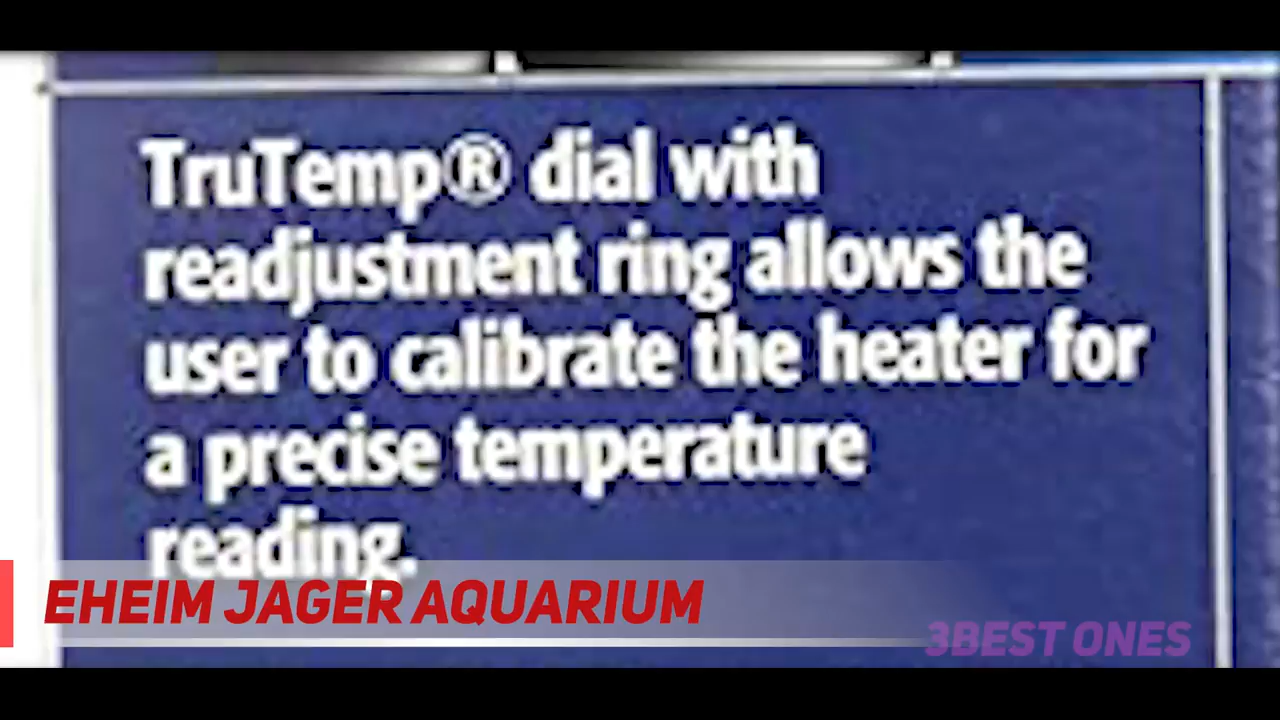 TruTemp® dial with
readjustment ring allows the
user to calibrate the heater for
a precise temperature
reading.
EHEIM JAGER AQUARIUM
3BEST ONES